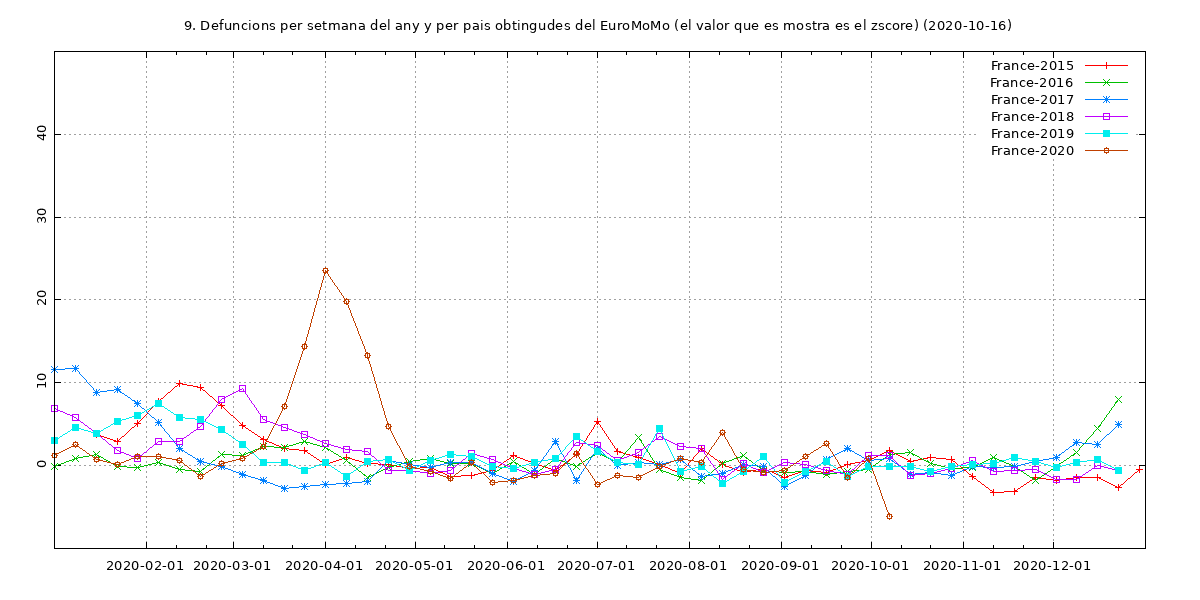 9. Defuncions per setmana del any y per pais obtingudes del EuroMoMo (el valor que es mostra es el zscore) (2020-10-16)
France-2015
France-2016
France-2017
France-2018
France-2019
France-2020
40
30
20
10
0
2020-02-01 2020-03-01 2020-04-01 2020-05-01 2020-06-01 2020-07-01 2020-08-01 2020-09-01 2020-10-01 2020-11-01 2020-12-01